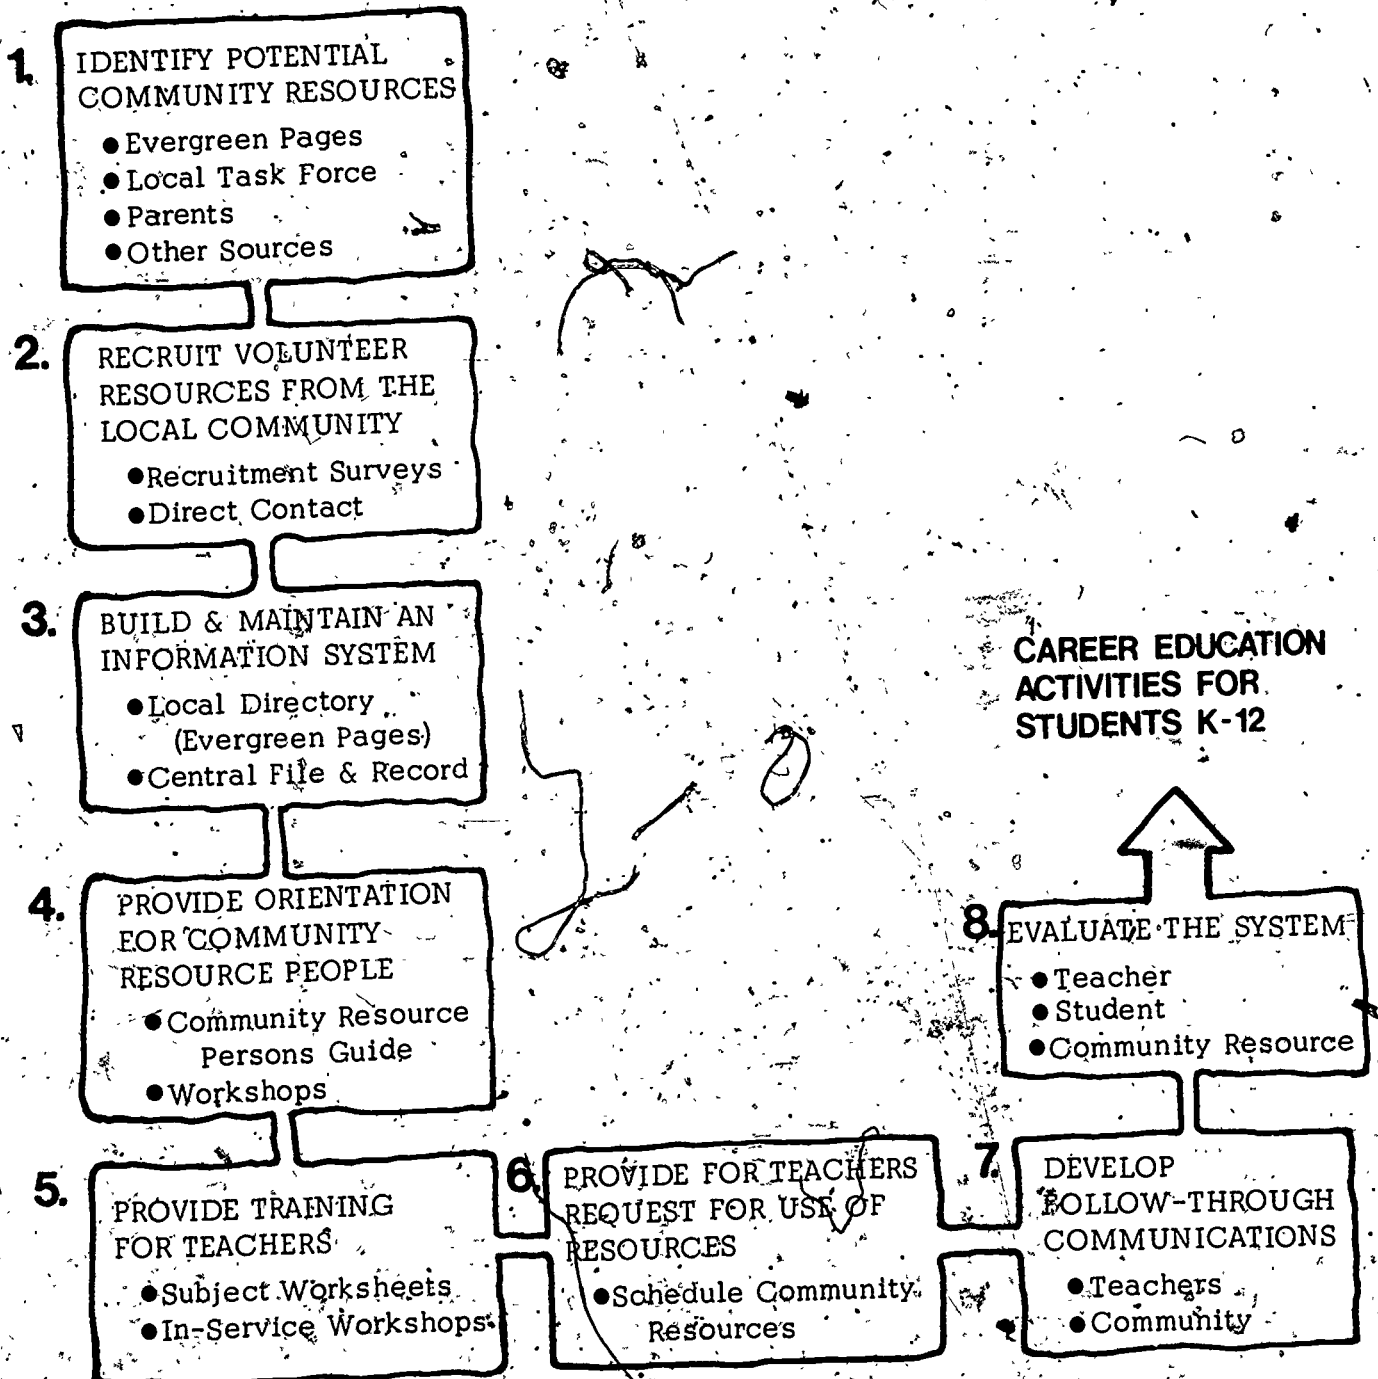 1.
IDENTIFY POTENTIAL
COMMUNITY RESOURCES
● Evergreen Pages
● Local Task Force
● Parents
● Other Sources
2.
RECRUIT VOLUNTEER
RESOURCES FROM THE
LOCAL COMMUNITY
● Recruitment Surveys
● Direct Contact
3.
BUILD & MAINTAIN AN
INFORMATION SYSTEM
● Local Directory
(Evergreen Pages)
● Central File & Record
4.
PROVIDE ORIENTATION
FOR COMMUNITY
RESOURCE PEOPLE
● Community Resource
Persons Guide
● Workshops
5.
PROVIDE TRAINING
FOR TEACHERS
● Subject Worksheets
● In-Service Workshops
6.
PROVIDE FOR TEACHERS
REQUEST FOR USE OF
RESOURCES
● Schedule Community
Resources
7.
DEVELOP
FOLLOW-THROUGH
COMMUNICATIONS
● Teachers
● Community
8.
EVALUATE THE SYSTEM
● Teacher
● Student
● Community Resource
CAREER EDUCATION
ACTIVITIES FOR
STUDENTS K-12